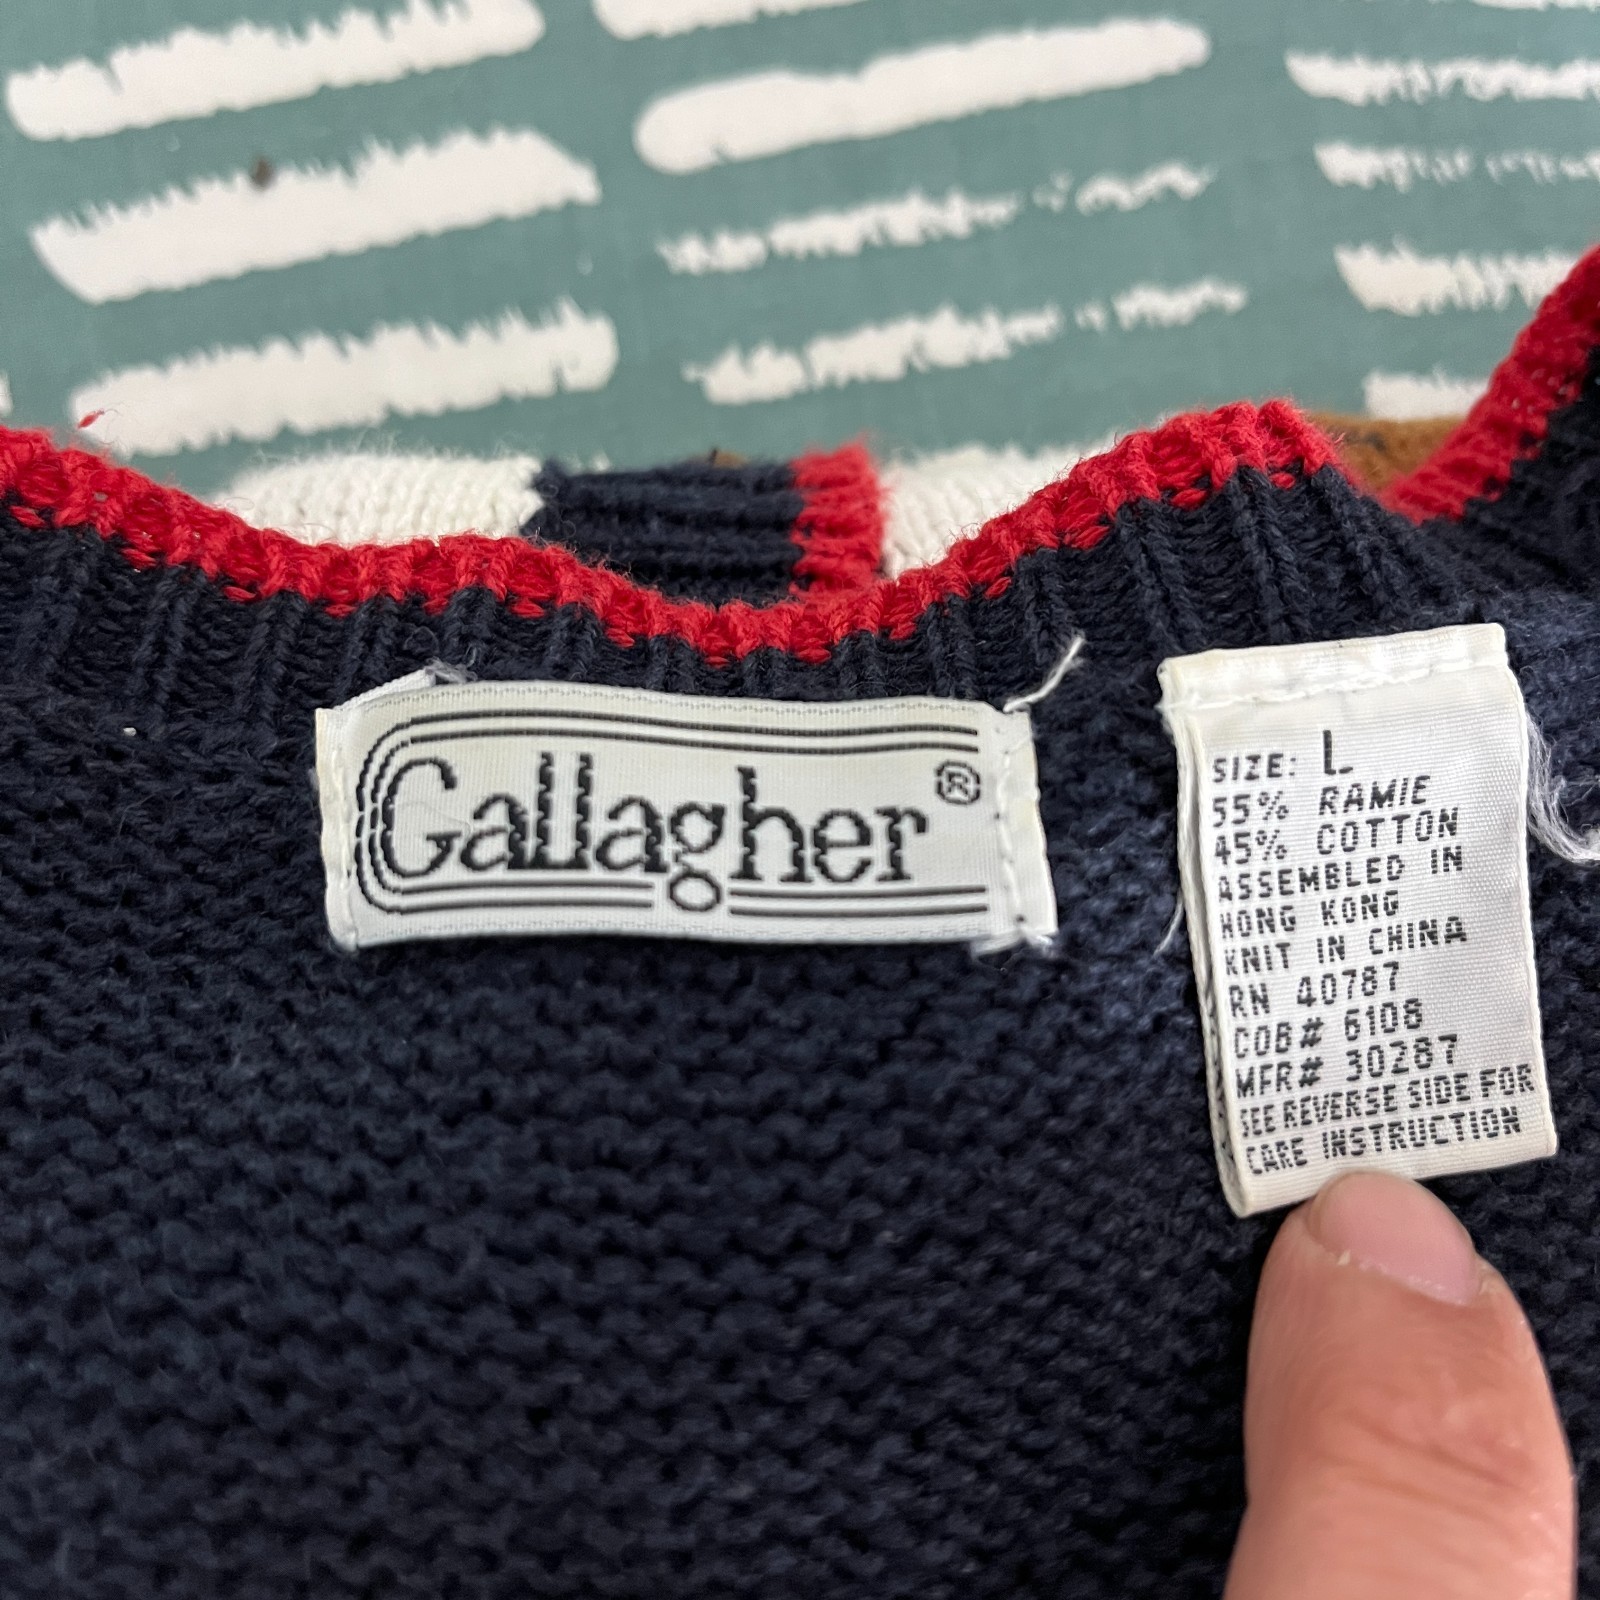 Gallagher®
SIZE: L
55% RAMIE
45% COTTON
ASSEMBLED IN
HONG KONG
KNIT IN CHINA
RN 40787
COB# 6108
MFR# 30287
SEE REVERSE SIDE FOR
CARE INSTRUCTION